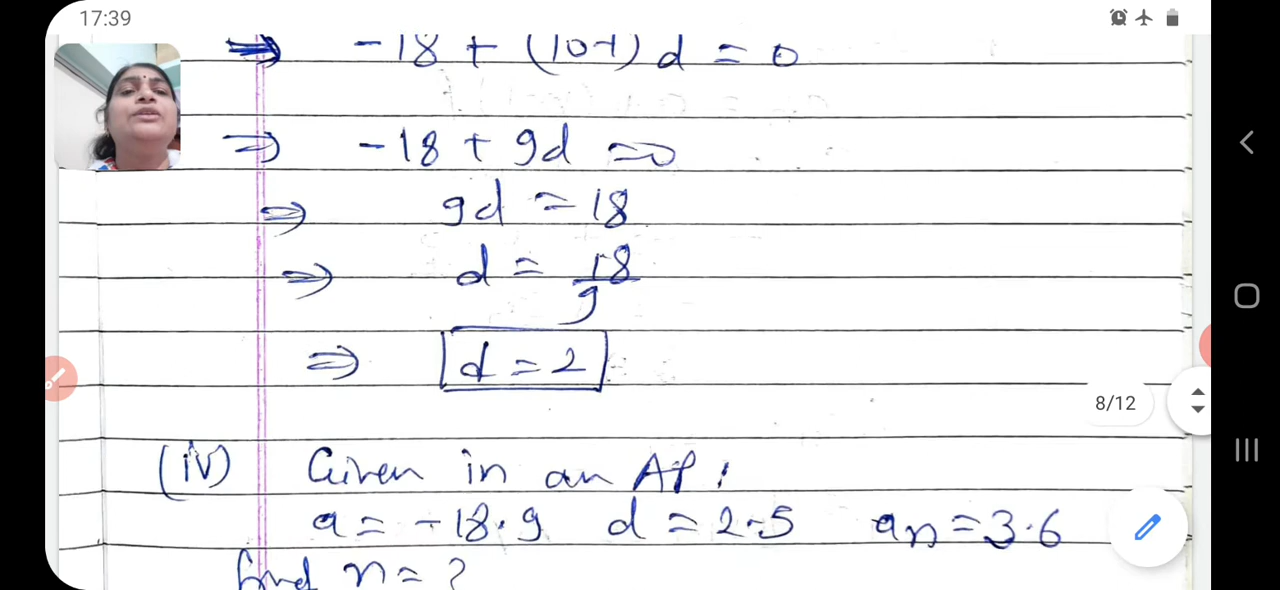 17:39
⇒ -18 + (10-1) d = 0
⇒ -18 + 9d = 0
⇒ 9d = 18
⇒ d = 18/9
⇒ d = 2
8/12
(iv) Given in an AP:
a = -18.9 d = 2.5 an = 3.6
find n = ?